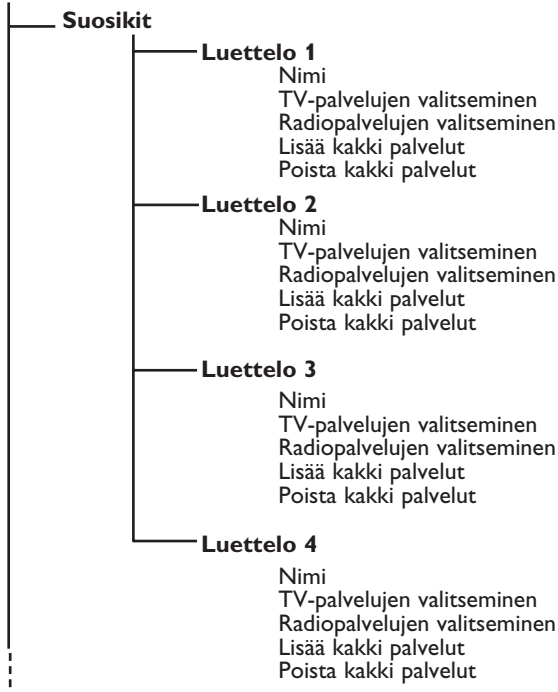 Suosikit
Luettelo 1
Nimi
TV-palvelujen valitseminen
Radiopalvelujen valitseminen
Lisää kakki palvelut
Poista kakki palvelut
Luettelo 2
Nimi
TV-palvelujen valitseminen
Radiopalvelujen valitseminen
Lisää kakki palvelut
Poista kakki palvelut
Luettelo 3
Nimi
TV-palvelujen valitseminen
Radiopalvelujen valitseminen
Lisää kakki palvelut
Poista kakki palvelut
Luettelo 4
Nimi
TV-palvelujen valitseminen
Radiopalvelujen valitseminen
Lisää kakki palvelut
Poista kakki palvelut